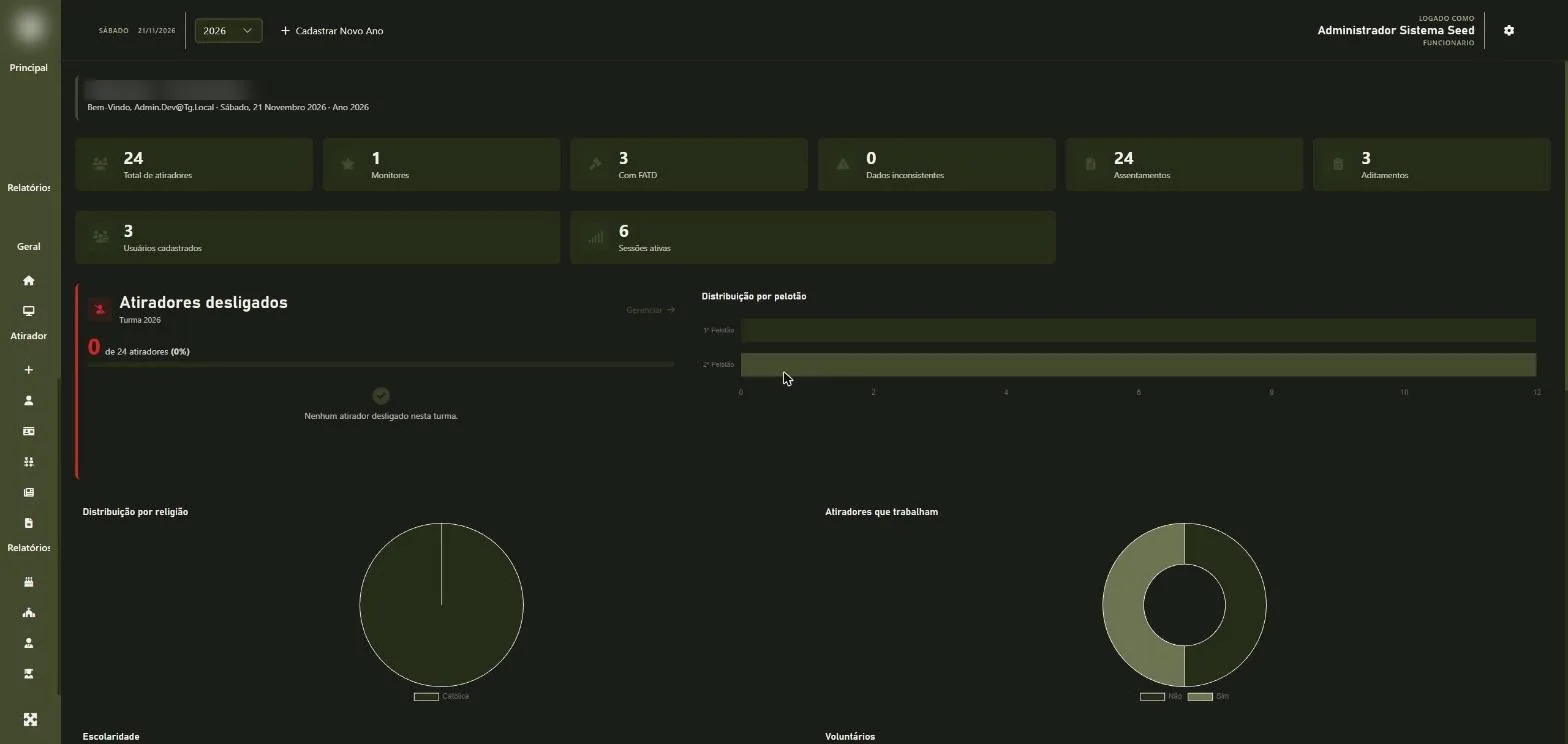 Principal
Relatórios
Geral
Atirador
Relatórios
SÁBADO 21/11/2026
2026
Cadastrar Novo Ano
LOGADO COMO
Administrador Sistema Seed
FUNCIONARIO
Bem-Vindo, Admin.Dev@Tg.Local · Sábado, 21 Novembro 2026 · Ano 2026
24
Total de atiradores
1
Monitores
3
Com FATD
0
Dados inconsistentes
24
Assentamentos
3
Aditamentos
3
Usuários cadastrados
6
Sessões ativas
Atiradores desligados
Turma 2026
Gerenciar
0 de 24 atiradores (0%)
Nenhum atirador desligado nesta turma.
Distribuição por pelotão
1º Pelotão
2º Pelotão
0 2 4 6 8 10 12
Distribuição por religião
Católica
Atiradores que trabalham
Não Sim
Escolaridade
Voluntários